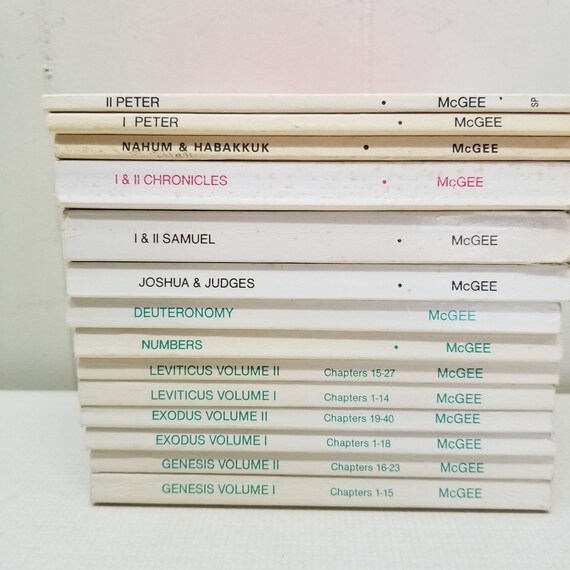 II PETER • McGEE SP
I PETER • McGEE
NAHUM & HABAKKUK • McGEE
I & II CHRONICLES • McGEE
I & II SAMUEL • McGEE
JOSHUA & JUDGES • McGEE
DEUTERONOMY McGEE
NUMBERS • McGEE
LEVITICUS VOLUME II Chapters 15-27 McGEE
LEVITICUS VOLUME I Chapters 1-14 McGEE
EXODUS VOLUME II Chapters 19-40 McGEE
EXODUS VOLUME I Chapters 1-18 McGEE
GENESIS VOLUME II Chapters 16-23 McGEE
GENESIS VOLUME I Chapters 1-15 McGEE